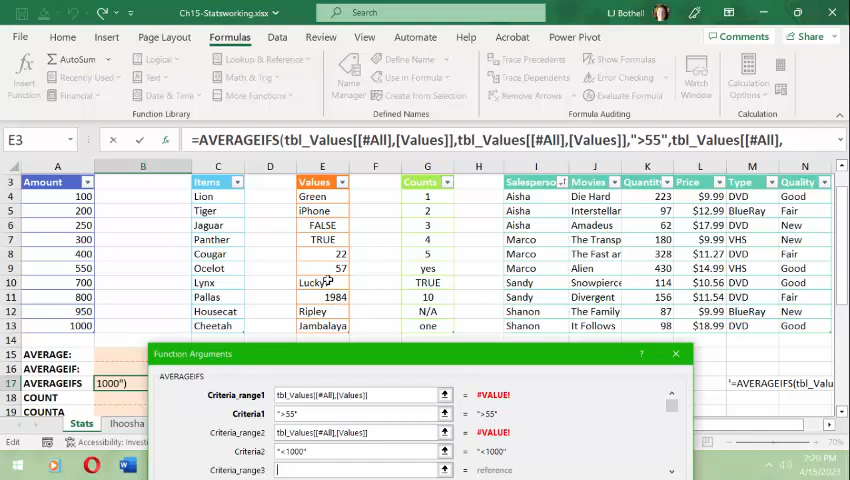 Ch15-Statsworking.xlsx
Search
LJ Bothell
File Home Insert Page Layout Formulas Data Review View Automate Help Acrobat Power Pivot
Comments Share
Insert Function
AutoSum
Recently Used
Financial
Logical
Text
Date & Time
Lookup & Reference
Math & Trig
More Functions
Function Library
Name Manager
Define Name
Use in Formula
Create from Selection
Defined Names
Trace Precedents
Trace Dependents
Remove Arrows
Show Formulas
Error Checking
Evaluate Formula
Formula Auditing
Watch Window
Calculation Options
Calculation
E3 fx =AVERAGEIFS(tbl_Values[[#All],[Values]],tbl_Values[[#All],[Values]],">55",tbl_Values[[#All],
A B C D E F G H I J K L M N
3 Amount Items Values Counts Salesperso Movies Quantity Price Type Quality
4 100 Lion Green 1 Aisha Die Hard 223 $9.99 DVD Good
5 200 Tiger iPhone 2 Aisha Interstellar 97 $12.99 BlueRay Fair
6 250 Jaguar FALSE 3 Aisha Amadeus 62 $17.99 DVD New
7 300 Panther TRUE 4 Marco The Transp 180 $9.99 VHS New
8 400 Cougar 22 5 Marco The Fast ar 328 $11.27 DVD Fair
9 550 Ocelot 57 yes Marco Alien 430 $14.99 VHS Good
10 700 Lynx Lucky TRUE Sandy Snowpierce 114 $10.56 DVD Good
11 800 Pallas 1984 10 Sandy Divergent 156 $11.54 DVD Fair
12 950 Housecat Ripley N/A Shanon The Family 87 $9.99 BlueRay New
13 1000 Cheetah Jambalaya one Shanon It Follows 98 $18.99 DVD New
14
15 AVERAGE:
16 AVERAGEIF:
17 AVERAGEIFS 1000") '=AVERAGEIFS(tbl_Valu
18 COUNT
19 COUNTA
Function Arguments ? ×
AVERAGEIFS
Criteria_range1 tbl_Values[[#All],[Values]] = #VALUE!
Criteria1 ">55" = ">55"
Criteria_range2 tbl_Values[[#All],[Values]] = #VALUE!
Criteria2 "<1000" = "<1000"
Criteria_range3 = reference
Stats Ihoosha
Edit Accessibility: Investi
70%
2:20 PM
4/15/2023